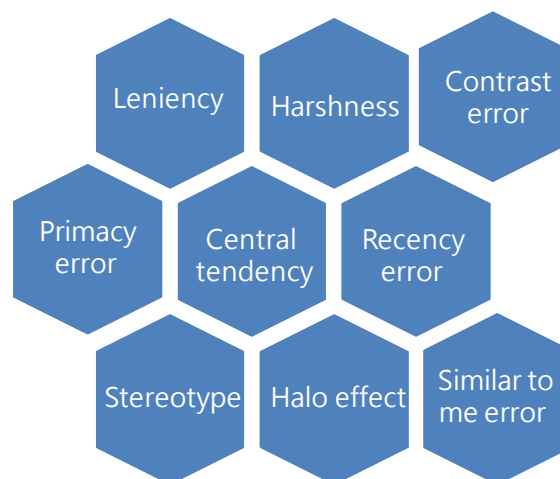 Leniency
Harshness
Contrast
error
Primacy
error
Central
tendency
Recency
error
Stereotype
Halo effect
Similar to
me error